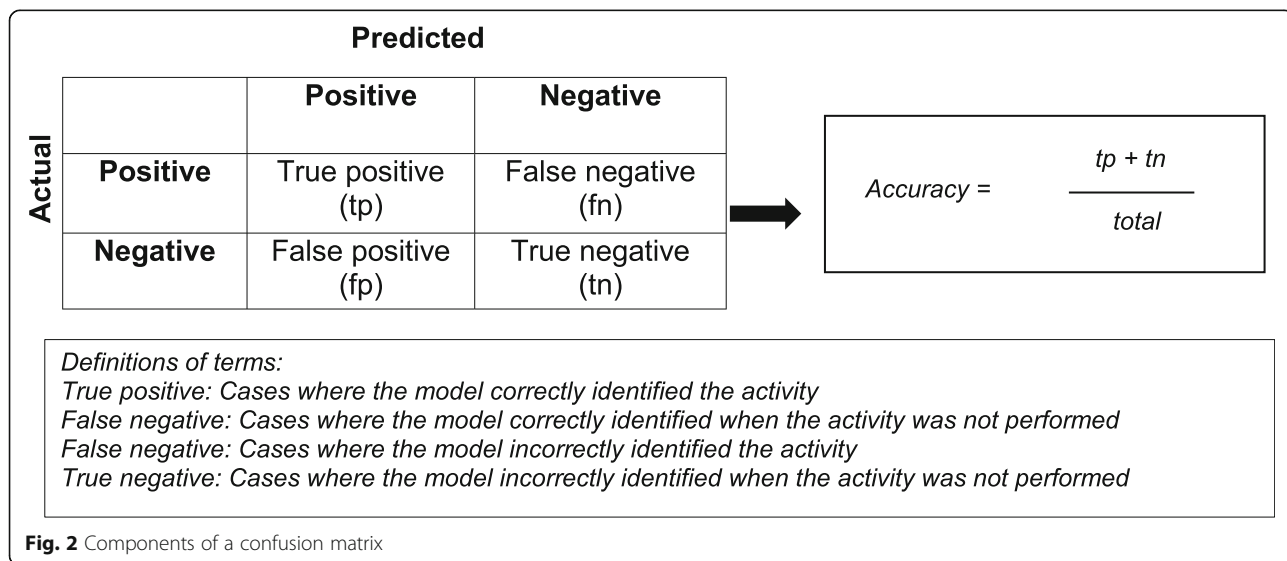 Predicted
Actual
Positive Negative
Positive True positive (tp) False negative (fn)
Negative False positive (fp) True negative (tn)
Accuracy = tp + tn
total
Definitions of terms:
True positive: Cases where the model correctly identified the activity
False negative: Cases where the model correctly identified when the activity was not performed
False negative: Cases where the model incorrectly identified the activity
True negative: Cases where the model incorrectly identified when the activity was not performed
Fig. 2 Components of a confusion matrix